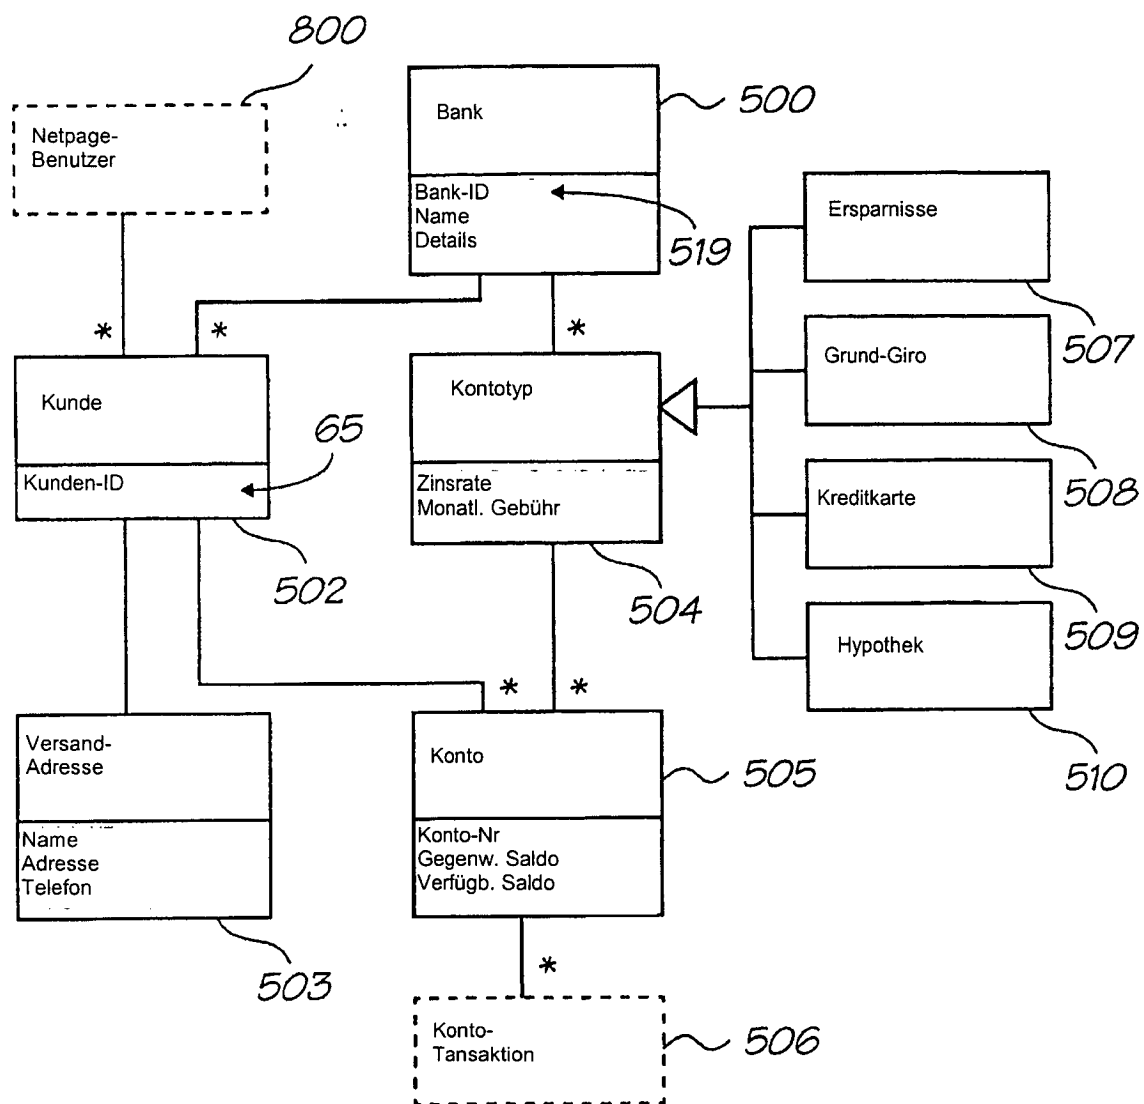 800
Netpage-
Benutzer
Bank
500
Bank-ID
Name
Details
519
Ersparnisse
507
*
*
*
Kunde
65
Kunden-ID
502
Kontotyp
Zinsrate
Monatl. Gebühr
504
Grund-Giro
508
Kreditkarte
509
Hypothek
510
*
*
Versand-
Adresse
Name
Adresse
Telefon
503
Konto
505
Konto-Nr
Gegenw. Saldo
Verfügb. Saldo
*
Konto-
Tansaktion
506